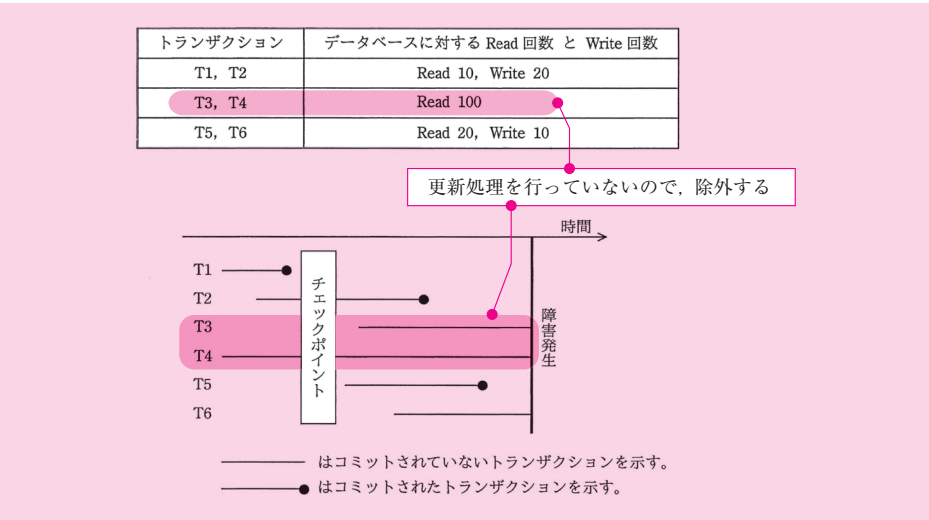 トランザクション データベースに対する Read 回数 と Write 回数
T1, T2 Read 10, Write 20
T3, T4 Read 100
T5, T6 Read 20, Write 10
更新処理を行っていないので，除外する
時間
T1
T2
T3
T4
T5
T6
チェックポイント
障害発生
はコミットされていないトランザクションを示す。
はコミットされたトランザクションを示す。